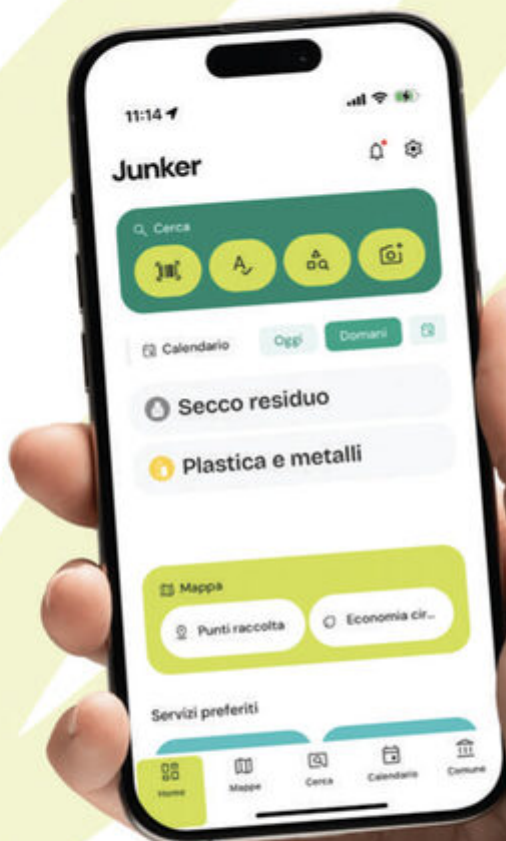 11:14
Junker
Cerca
Calendario Oggi Domani
Secco residuo
Plastica e metalli
Mappa
Punti raccolta Economia cir...
Servizi preferiti
Home Mappe Cerca Calendario Comune